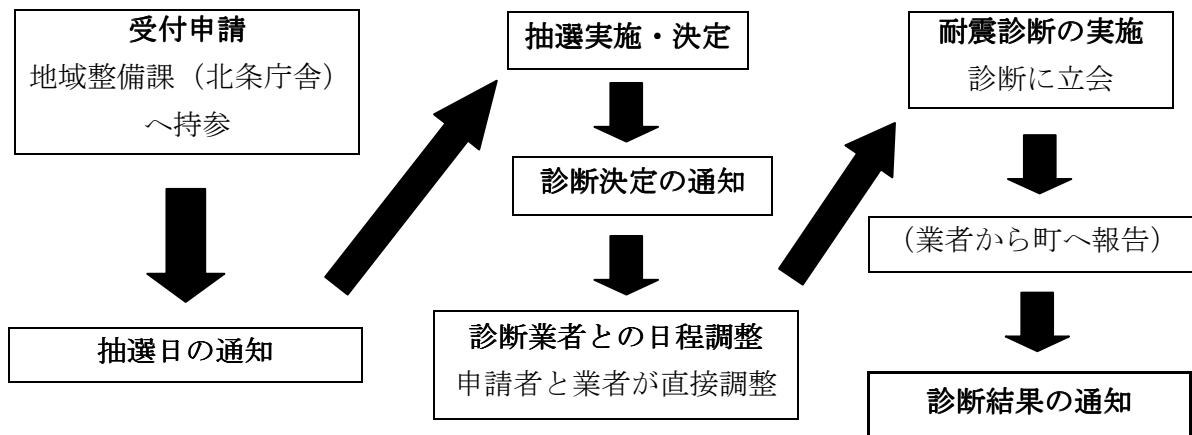 受付申請
地域整備課（北条庁舎）
へ持参
抽選日の通知
抽選実施・決定
診断決定の通知
診断業者との日程調整
申請者と業者が直接調整
耐震診断の実施
診断に立会
（業者から町へ報告）
診断結果の通知